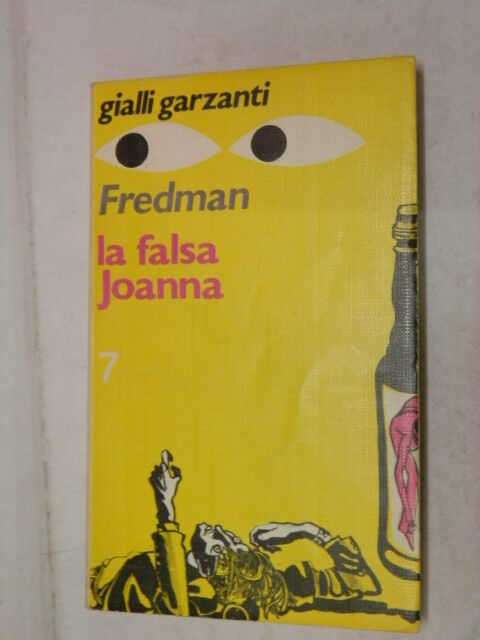 gialli garzanti
Fredman
la falsa
Joanna
7